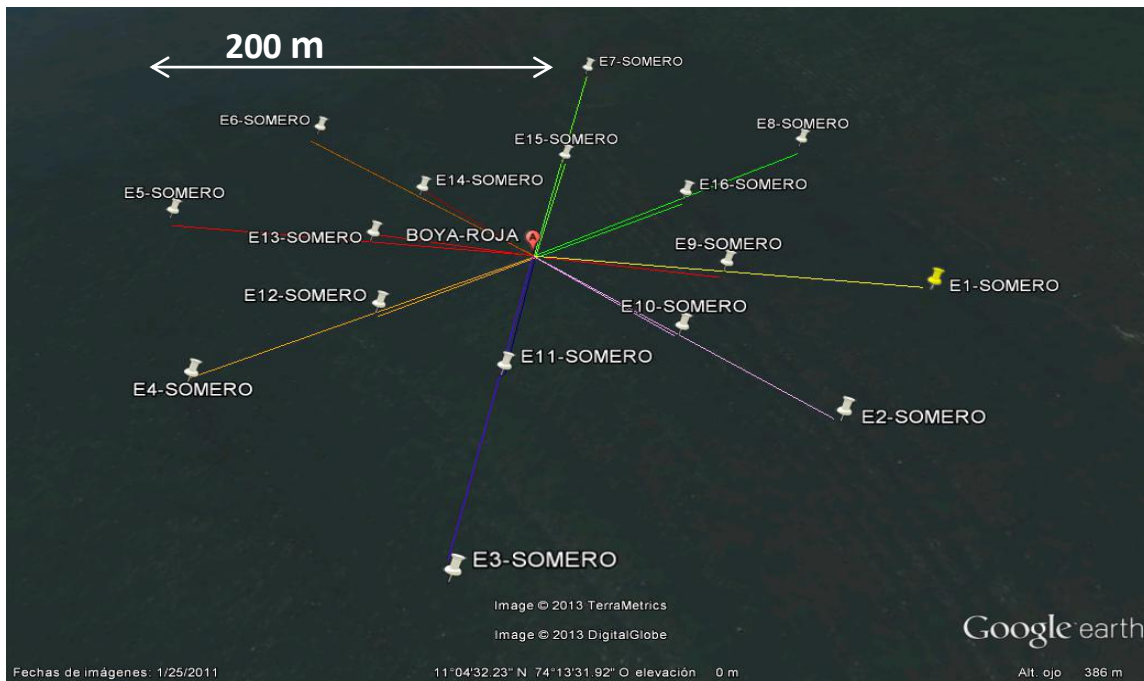 200 m
E7-SOMERO
E6-SOMERO
E8-SOMERO
E15-SOMERO
E14-SOMERO
E16-SOMERO
E5-SOMERO
E13-SOMERO
BOYA-ROJA
A
E9-SOMERO
E1-SOMERO
E12-SOMERO
E10-SOMERO
E11-SOMERO
E4-SOMERO
E2-SOMERO
E3-SOMERO
Image © 2013 TerraMetrics
Image © 2013 DigitalGlobe
Google earth
Fechas de imágenes: 1/25/2011 11°04'32.23" N 74°13'31.92" O elevación 0 m Alt. ojo 386 m